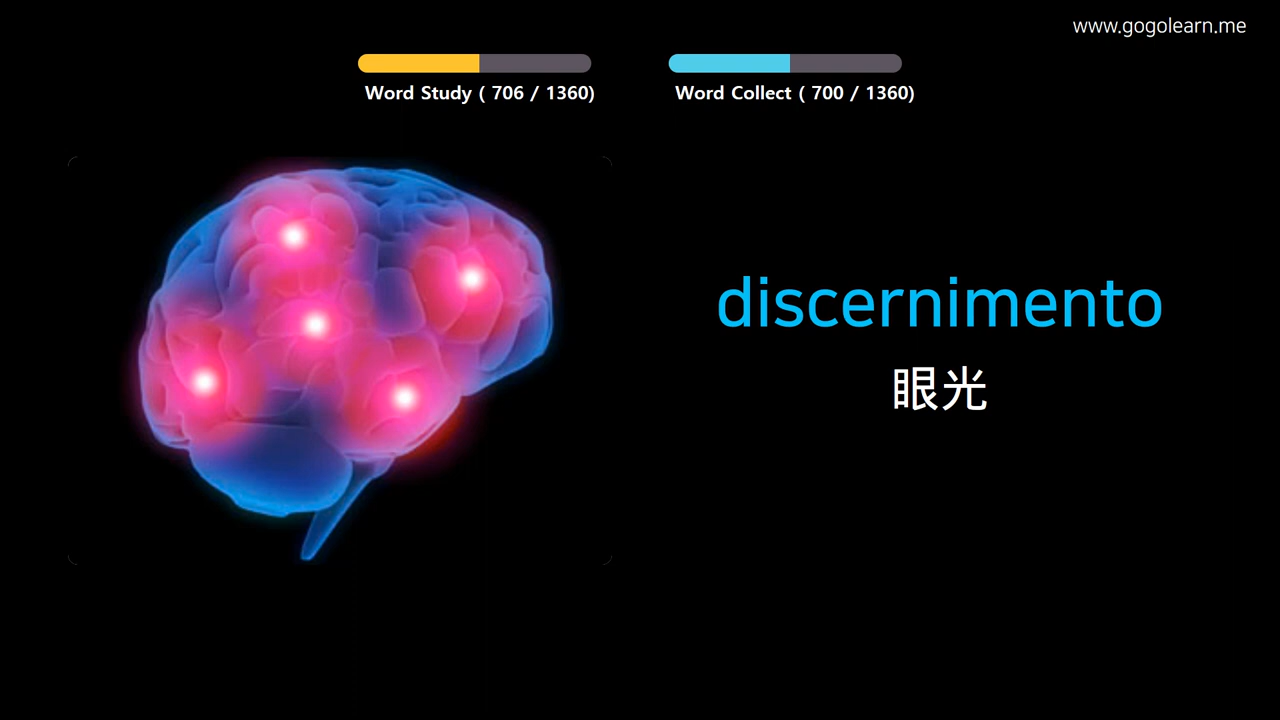 www.gogolearn.me
Word Study ( 706 / 1360)
Word Collect ( 700 / 1360)
discernimento
眼光